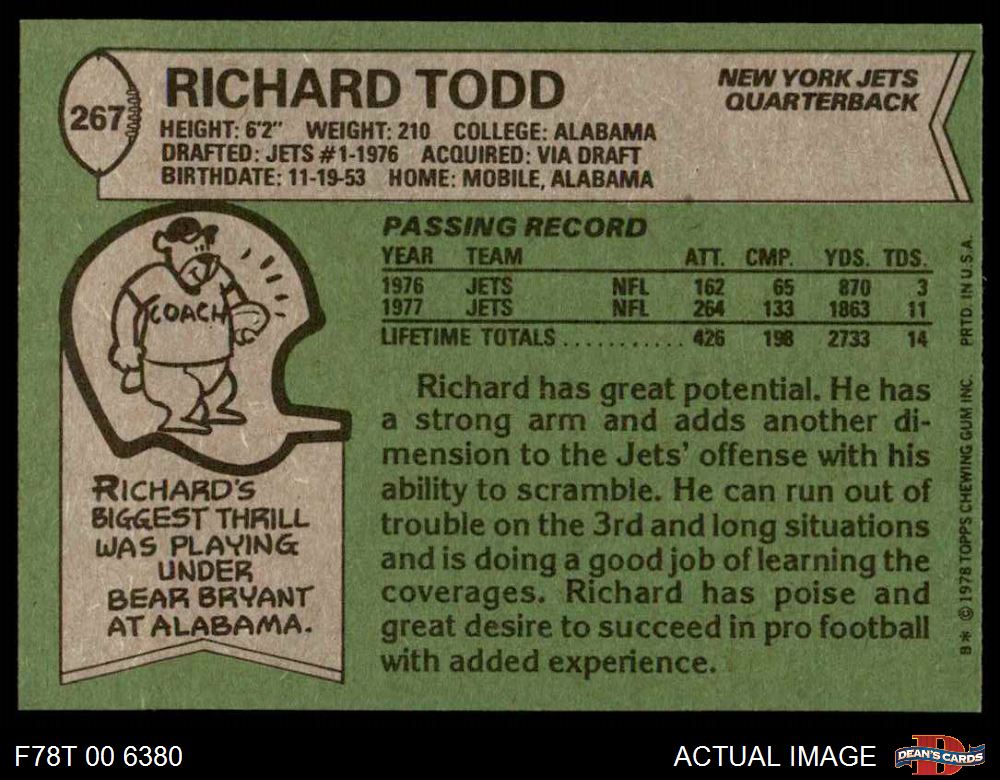 267
RICHARD TODD
NEW YORK JETS
QUARTERBACK
HEIGHT: 6'2" WEIGHT: 210 COLLEGE: ALABAMA
DRAFTED: JETS #1-1976 ACQUIRED: VIA DRAFT
BIRTHDATE: 11-19-53 HOME: MOBILE, ALABAMA
COACH
RICHARD'S
BIGGEST THRILL
WAS PLAYING
UNDER
BEAR BRYANT
AT ALABAMA.
PASSING RECORD
YEAR TEAM ATT. CMP. YDS. TDS.
1976 JETS NFL 162 65 870 3
1977 JETS NFL 264 133 1863 11
LIFETIME TOTALS ........... 426 198 2733 14
Richard has great potential. He has
a strong arm and adds another di-
mension to the Jets' offense with his
ability to scramble. He can run out of
trouble on the 3rd and long situations
and is doing a good job of learning the
coverages. Richard has poise and
great desire to succeed in pro football
with added experience.
B* © 1978 TOPPS CHEWING GUM INC. PRTD. IN U.S.A.
F78T 00 6380
ACTUAL IMAGE
DEAN'S CARDS